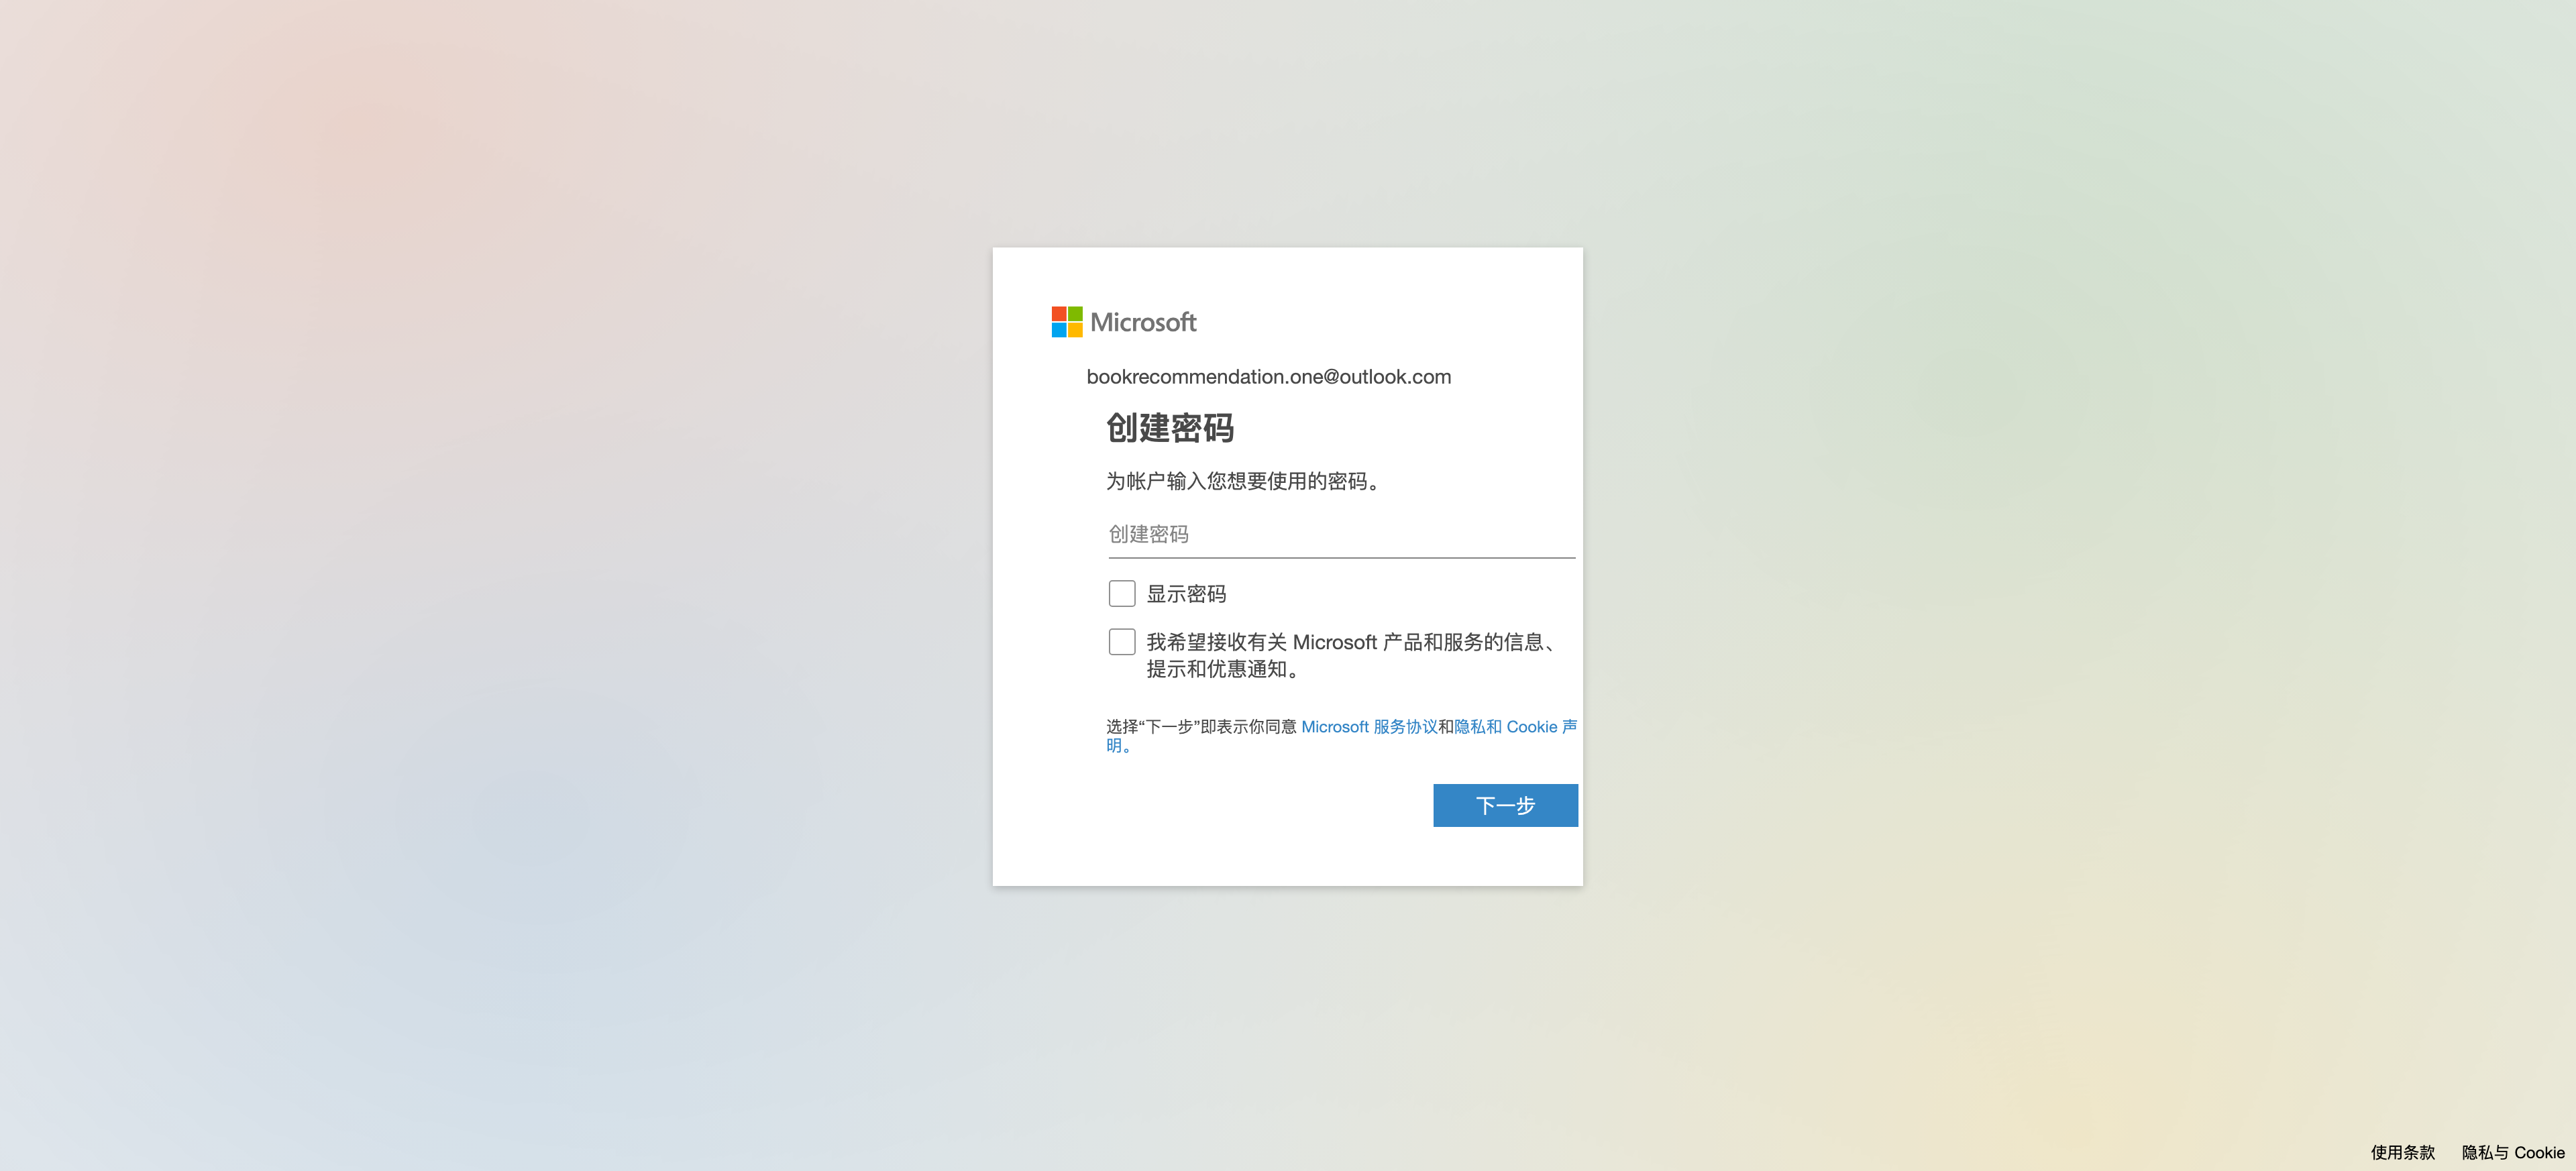 Microsoft
bookrecommendation.one@outlook.com
创建密码
为帐户输入您想要使用的密码。
创建密码
显示密码
我希望接收有关 Microsoft 产品和服务的信息、
提示和优惠通知。
选择“下一步”即表示你同意 Microsoft 服务协议和隐私和 Cookie 声
明。
下一步
使用条款 隐私与 Cookie